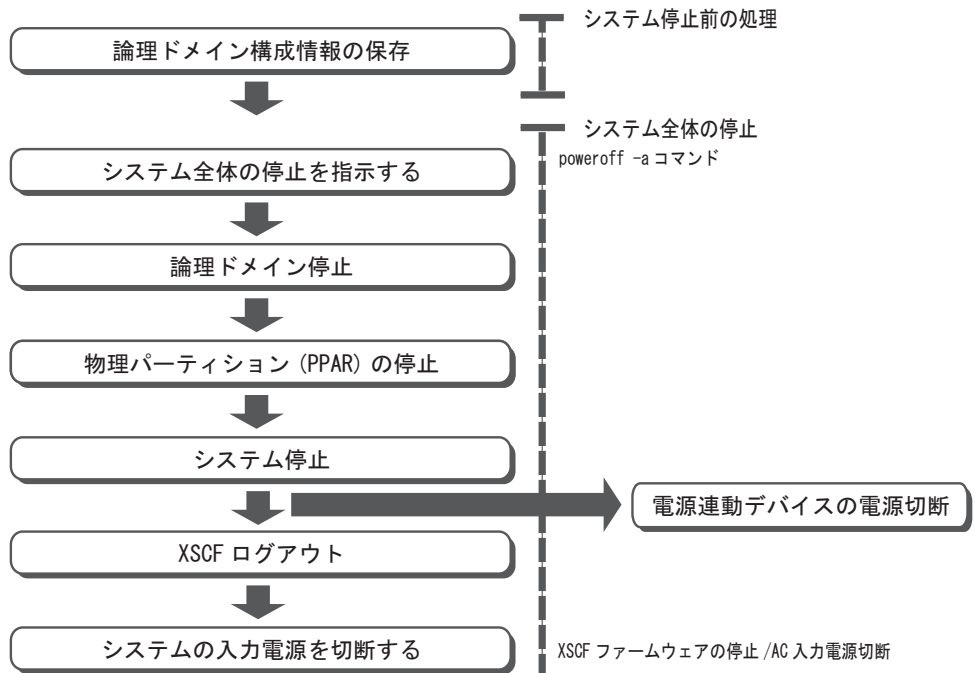 システム停止前の処理
論理ドメイン構成情報の保存
システム全体の停止
poweroff -a コマンド
システム全体の停止を指示する
論理ドメイン停止
物理パーティション (PPAR) の停止
システム停止
電源連動デバイスの電源切断
XSCF ログアウト
システムの入力電源を切断する
XSCF ファームウェアの停止 /AC 入力電源切断